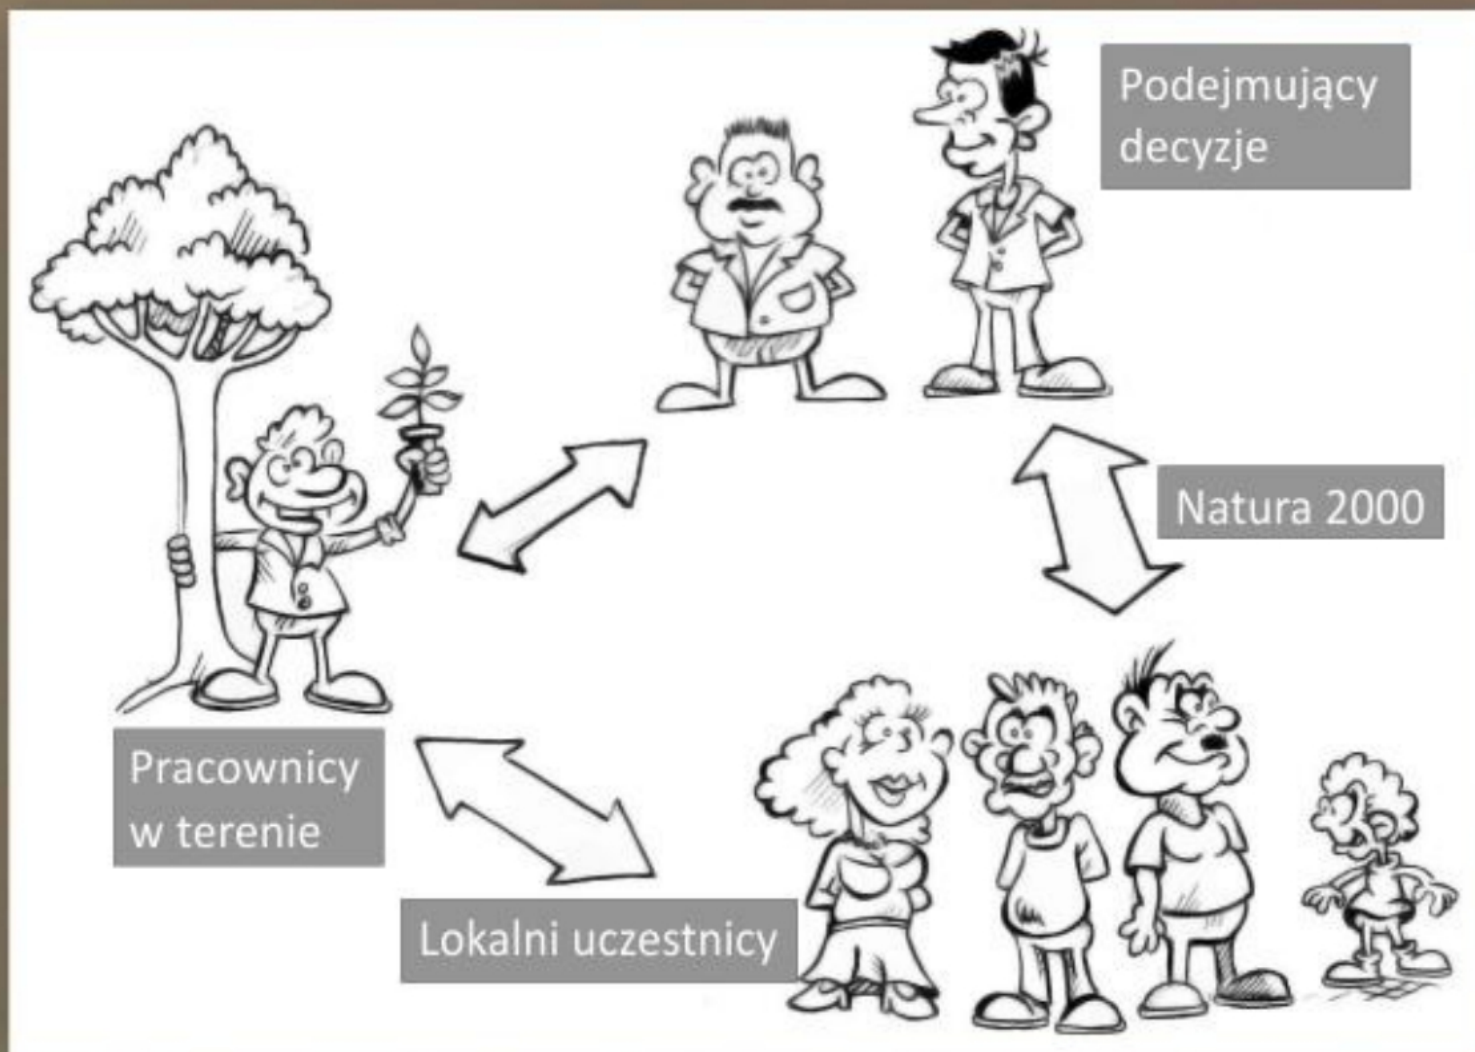 Podejmujący
decyzje
Natura 2000
Pracownicy
w terenie
Lokalni uczestnicy